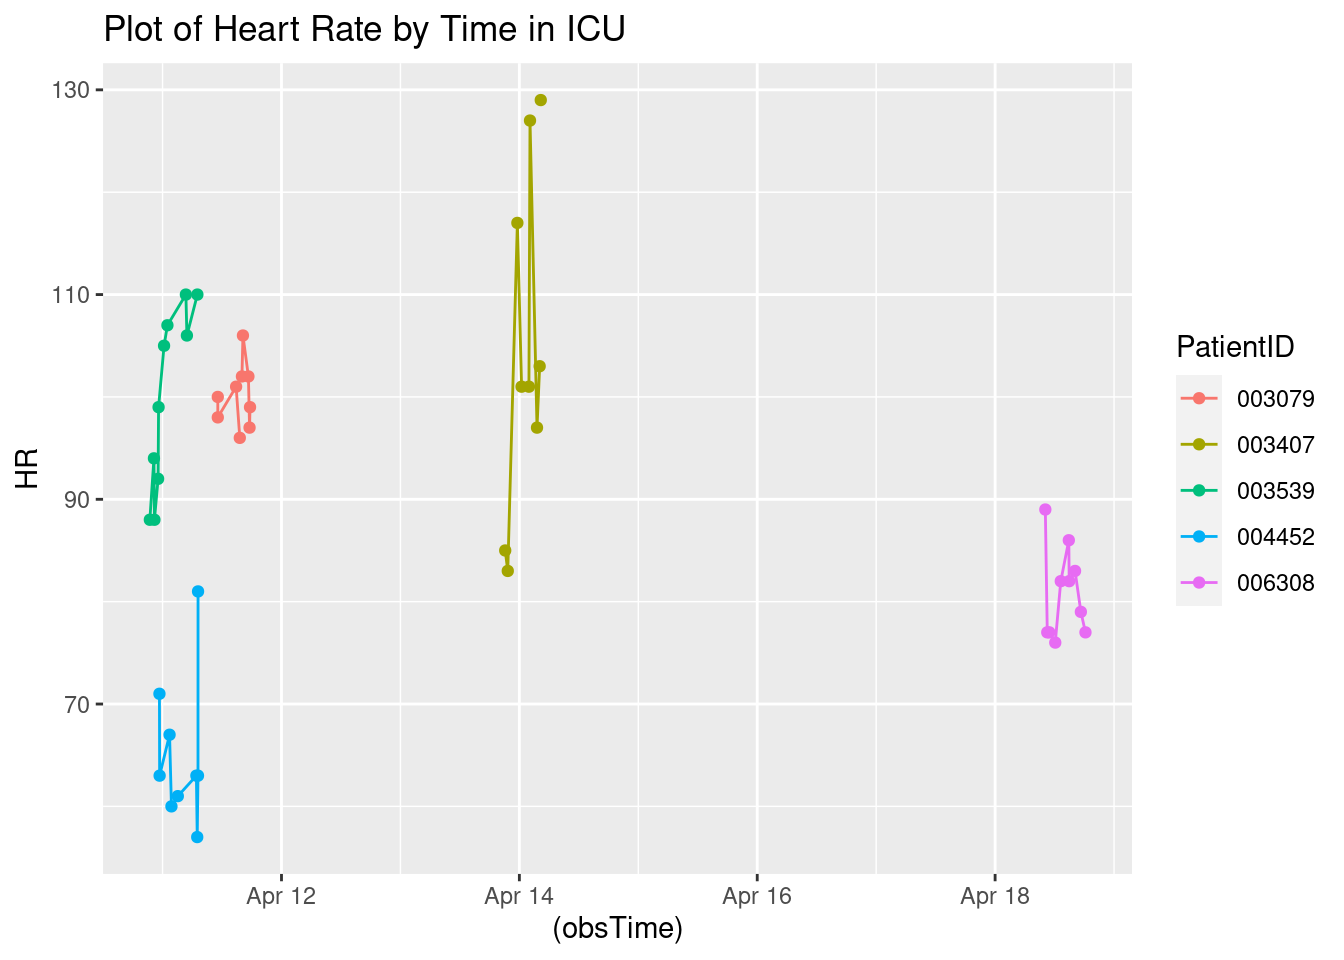 Plot of Heart Rate by Time in ICU
130
110
90
70
HR
Apr 12
Apr 14
Apr 16
Apr 18
(obsTime)
PatientID
003079
003407
003539
004452
006308